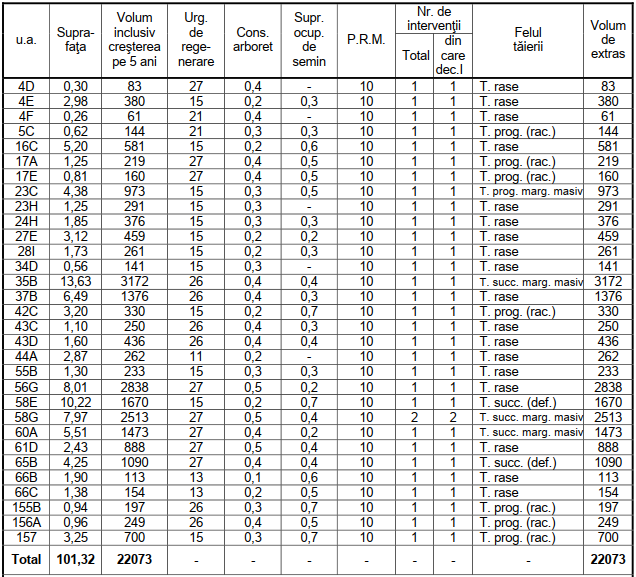 u.a. Supra-faţa Volum inclusiv creşterea pe 5 ani Urg. de rege-nerare Cons. arboret Supr. ocup. de semin P.R.M. Nr. de intervenţii Total din care dec.I Felul tăierii Volum de extras
4D 0,30 83 27 0,4 - 10 1 1 T. rase 83
4E 2,98 380 15 0,2 0,3 10 1 1 T. rase 380
4F 0,26 61 21 0,4 - 10 1 1 T. rase 61
5C 0,62 144 21 0,3 0,3 10 1 1 T. prog. (rac.) 144
16C 5,20 581 15 0,2 0,6 10 1 1 T. rase 581
17A 1,25 219 27 0,4 0,5 10 1 1 T. prog. (rac.) 219
17E 0,81 160 27 0,4 0,5 10 1 1 T. prog. (rac.) 160
23C 4,38 973 15 0,3 0,5 10 1 1 T. prog. marg. masiv 973
23H 1,25 291 15 0,3 - 10 1 1 T. rase 291
24H 1,85 376 15 0,3 0,3 10 1 1 T. rase 376
27E 3,12 459 15 0,2 0,2 10 1 1 T. rase 459
28I 1,73 261 15 0,2 0,3 10 1 1 T. rase 261
34D 0,56 141 15 0,3 - 10 1 1 T. rase 141
35B 13,63 3172 26 0,4 0,4 10 1 1 T. succ. marg. masiv 3172
37B 6,49 1376 26 0,4 0,3 10 1 1 T. rase 1376
42C 3,20 330 15 0,2 0,7 10 1 1 T. prog. (rac.) 330
43C 1,10 250 26 0,4 0,3 10 1 1 T. rase 250
43D 1,60 436 26 0,4 0,4 10 1 1 T. rase 436
44A 2,87 262 11 0,2 - 10 1 1 T. rase 262
55B 1,30 233 15 0,3 0,3 10 1 1 T. rase 233
56G 8,01 2838 27 0,5 0,2 10 1 1 T. rase 2838
58E 10,22 1670 15 0,2 0,7 10 1 1 T. succ. (def.) 1670
58G 7,97 2513 27 0,5 0,4 10 2 2 T. succ. marg. masiv 2513
60A 5,51 1473 27 0,4 0,2 10 1 1 T. succ. marg. masiv 1473
61D 2,43 888 27 0,5 0,4 10 1 1 T. rase 888
65B 4,25 1090 27 0,5 0,4 10 1 1 T. succ. (def.) 1090
66B 1,90 113 13 0,1 0,6 10 1 1 T. rase 113
66C 1,38 154 13 0,2 0,5 10 1 1 T. rase 154
155B 0,94 197 26 0,3 0,7 10 1 1 T. prog. (rac.) 197
156A 0,96 249 26 0,4 0,5 10 1 1 T. prog. (rac.) 249
157 3,25 700 15 0,3 0,7 10 1 1 T. prog. (rac.) 700
Total 101,32 22073 - - - - - - - 22073